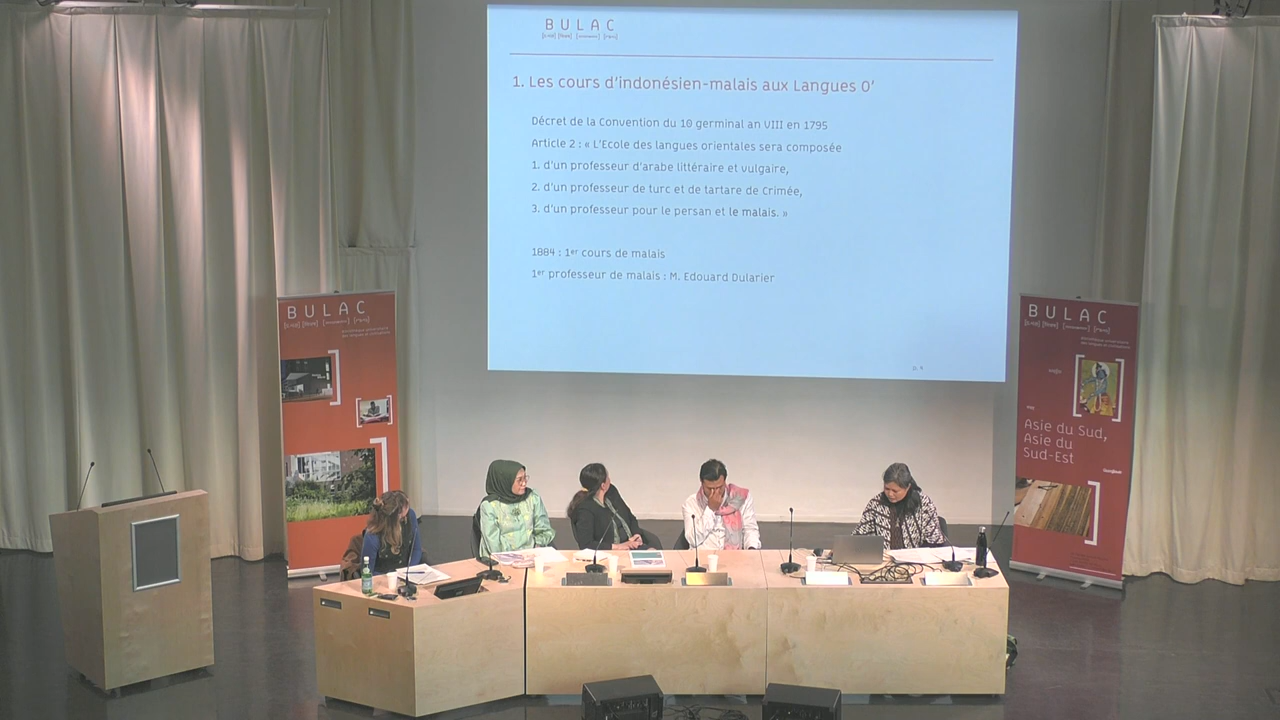 BULAC
1. Les cours d'indonésien-malais aux Langues O'
Décret de la Convention du 10 germinal an VIII en 1795
Article 2 : « L'Ecole des langues orientales sera composée
1. d'un professeur d'arabe littéraire et vulgaire,
2. d'un professeur de turc et de tartare de Crimée,
3. d'un professeur pour le persan et le malais. »
1884 : 1er cours de malais
1er professeur de malais : M. Edouard Dularier
BULAC
BULAC
Asie du Sud,
Asie du
Sud-Est